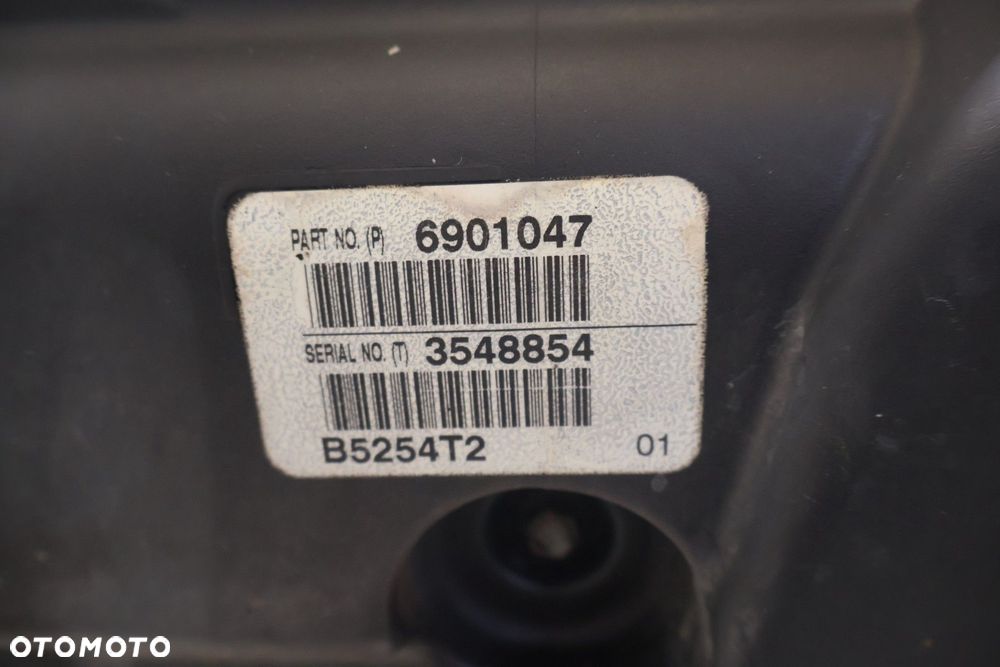 PART NO. (P) 6901047
SERIAL NO. (T) 3548854
B5254T2 01
OTOMOTO